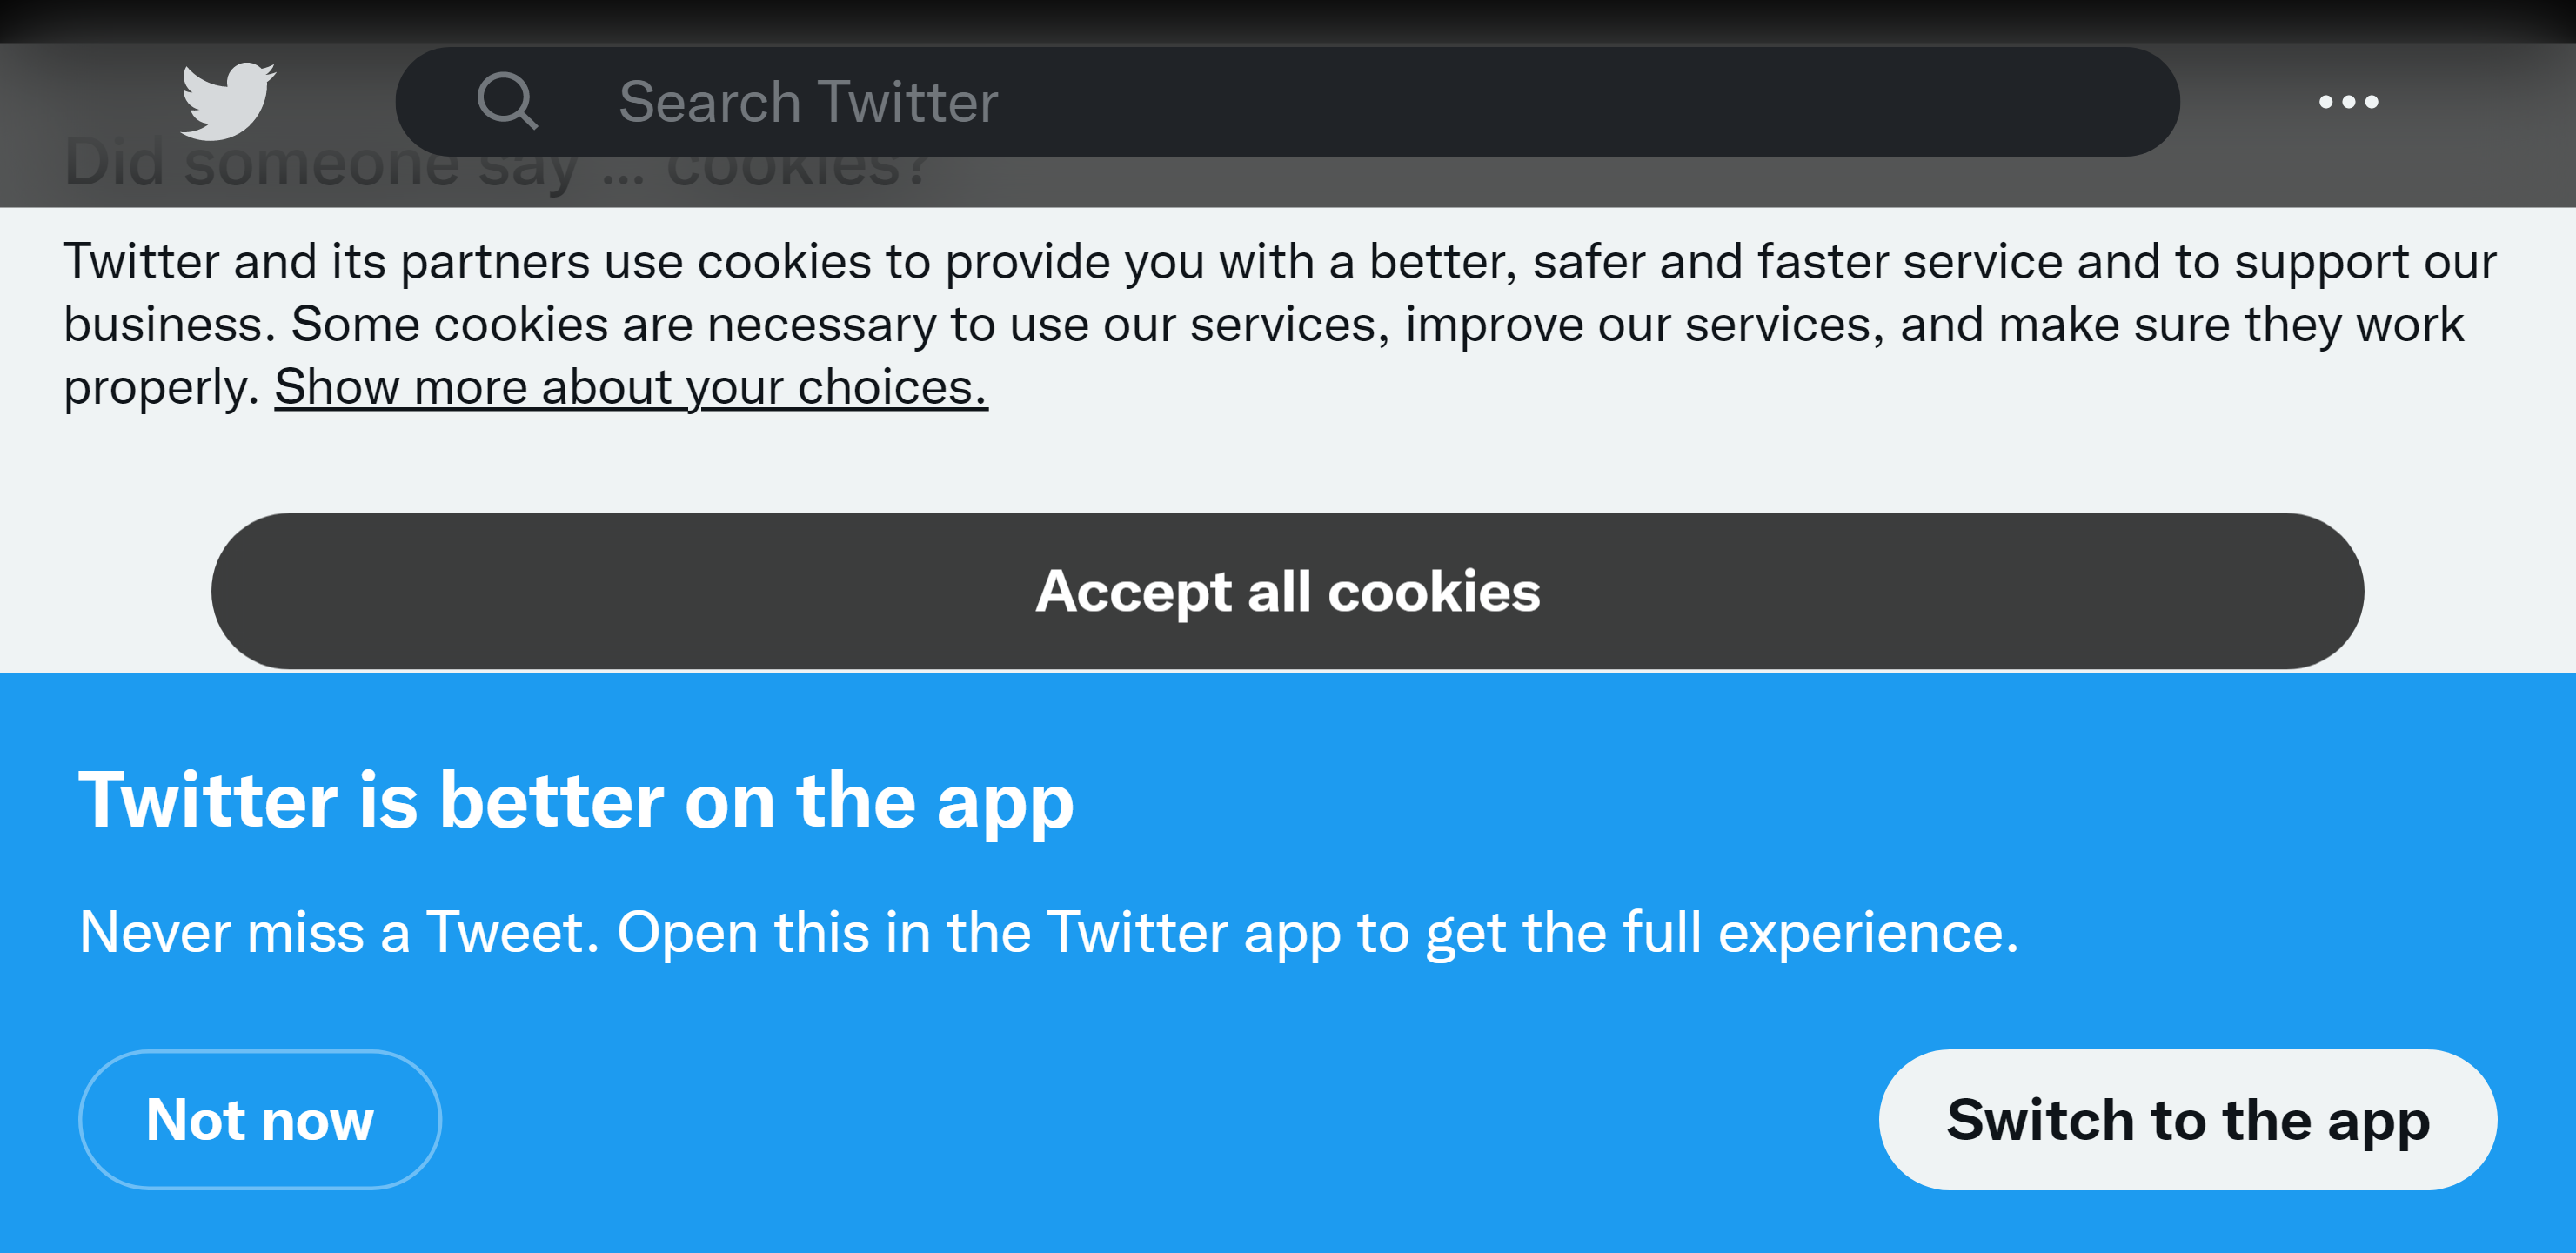 Search Twitter
Did someone say … cookies?
Twitter and its partners use cookies to provide you with a better, safer and faster service and to support our
business. Some cookies are necessary to use our services, improve our services, and make sure they work
properly. Show more about your choices.
Accept all cookies
Twitter is better on the app
Never miss a Tweet. Open this in the Twitter app to get the full experience.
Not now
Switch to the app